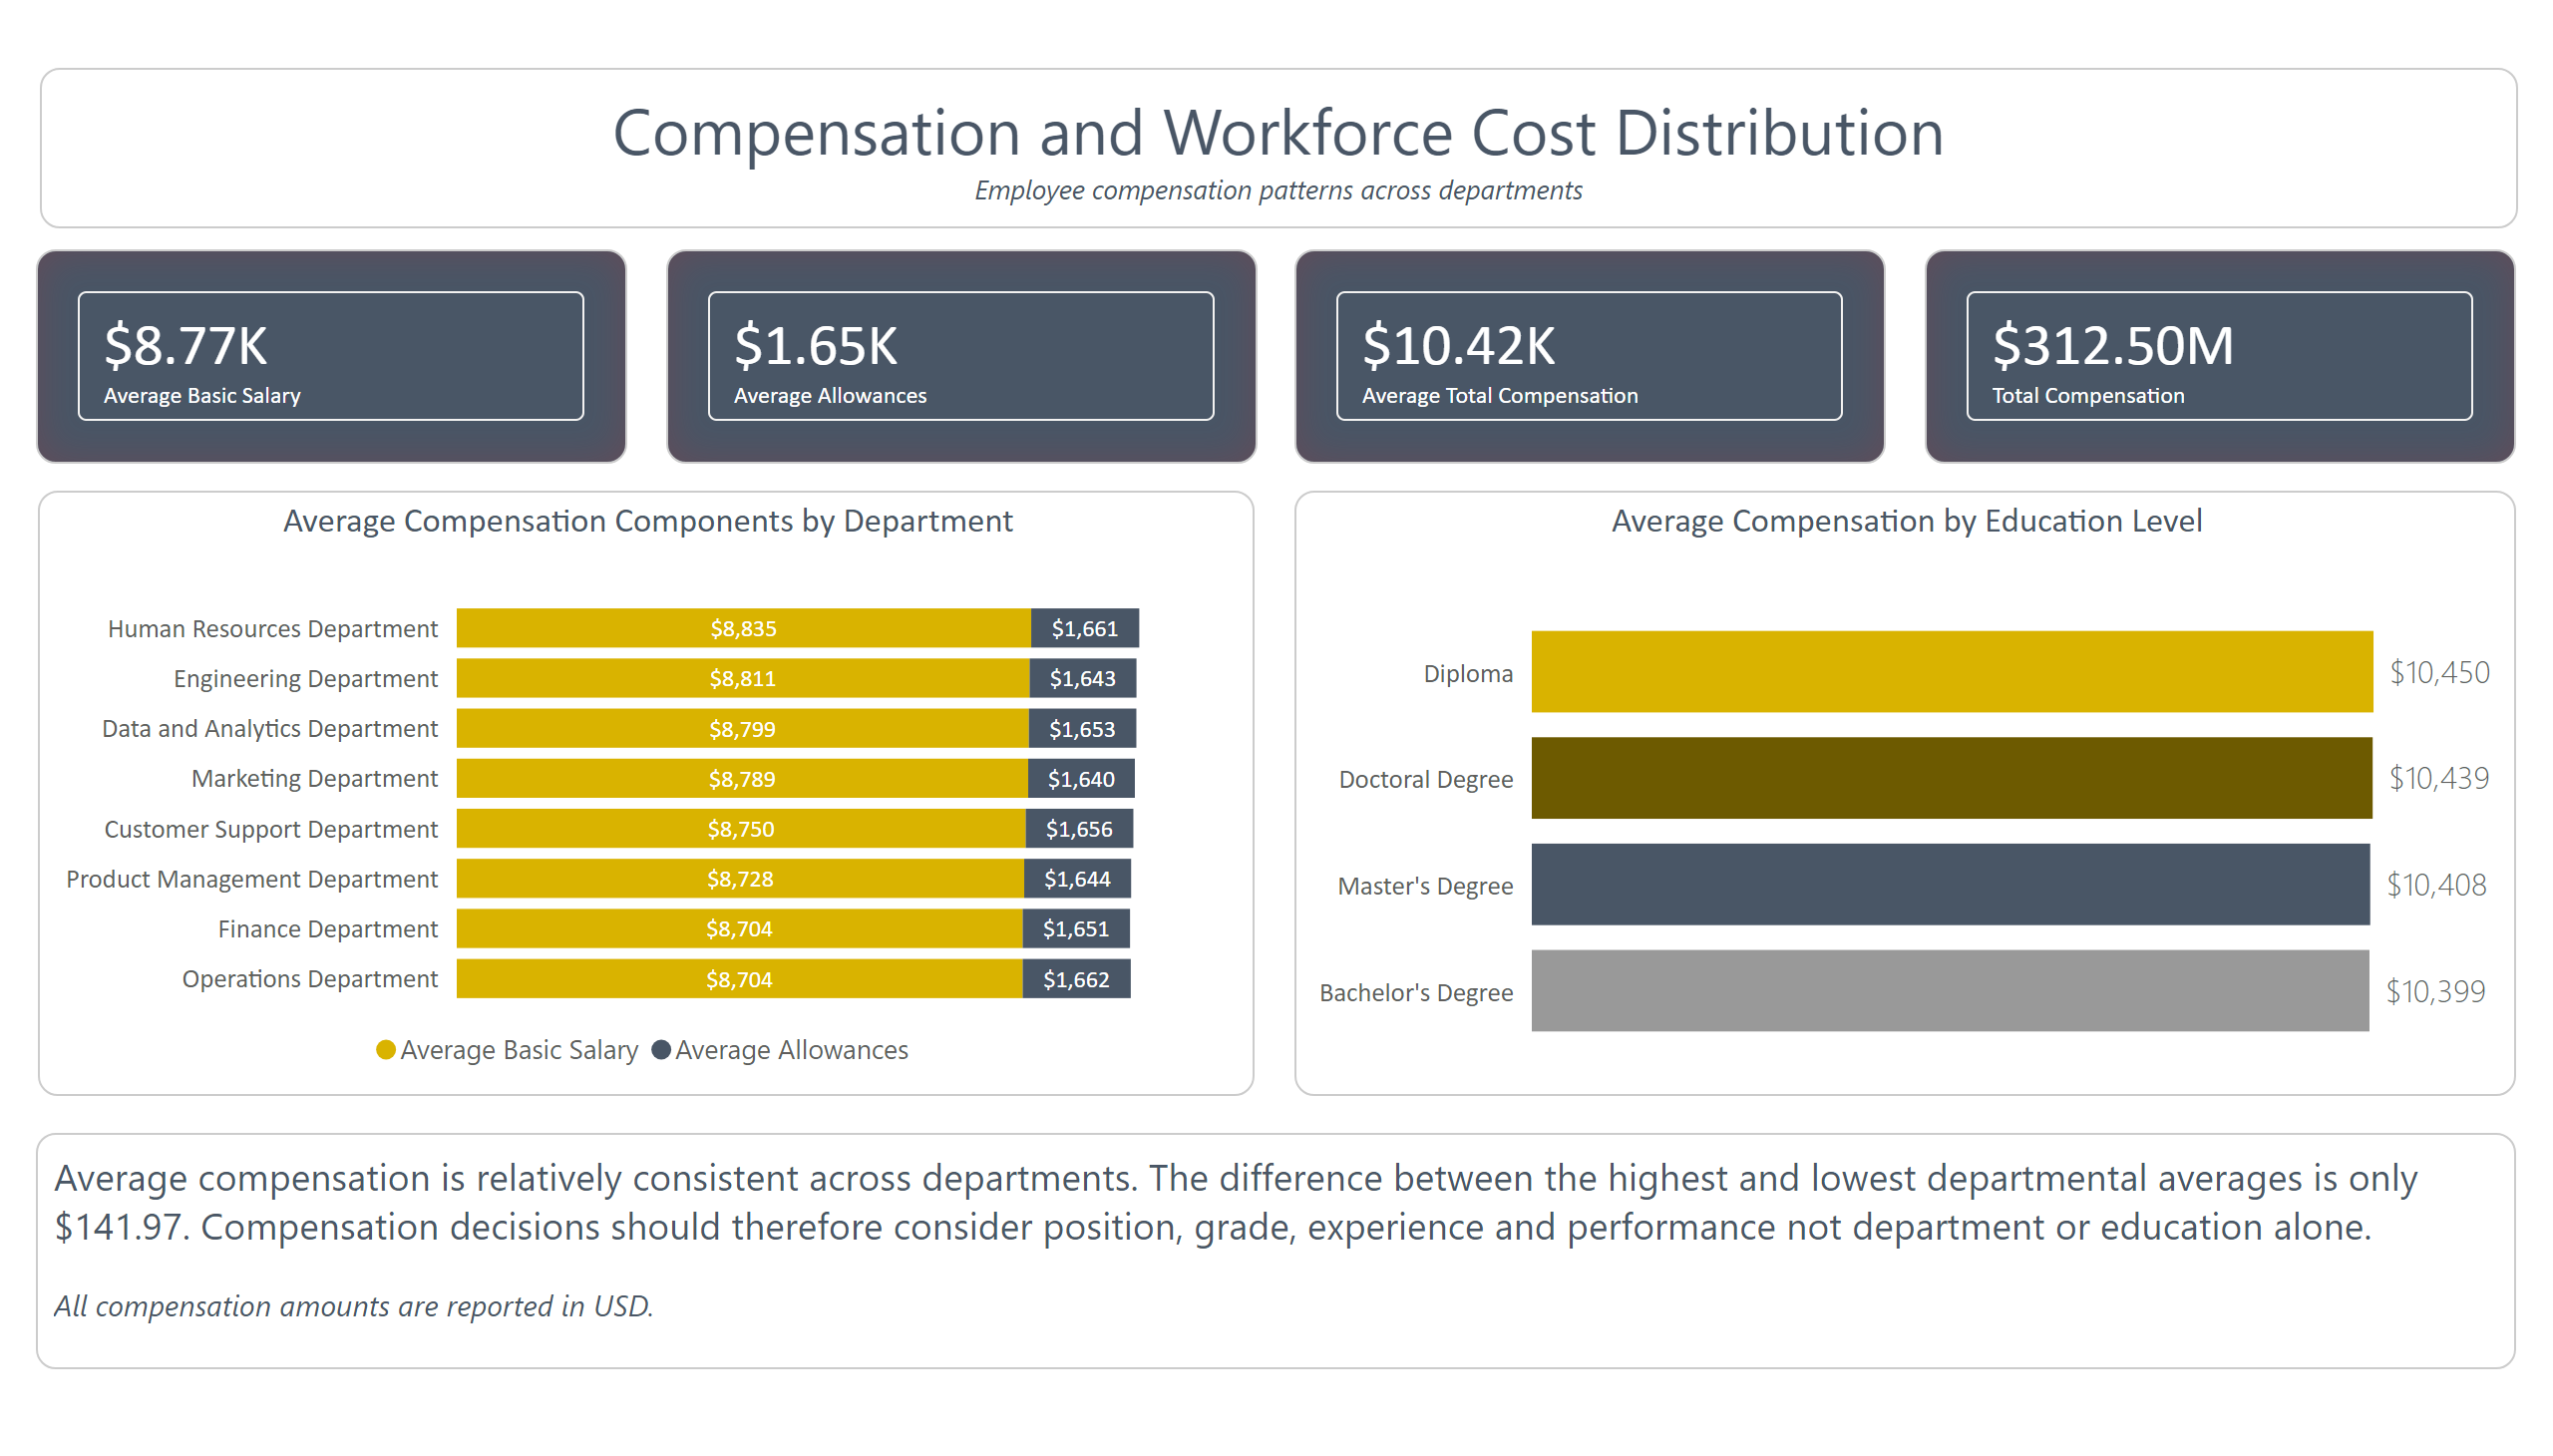 Compensation and Workforce Cost Distribution
Employee compensation patterns across departments
$8.77K
Average Basic Salary
$1.65K
Average Allowances
$10.42K
Average Total Compensation
$312.50M
Total Compensation
Average Compensation Components by Department
Human Resources Department $8,835 $1,661
Engineering Department $8,811 $1,643
Data and Analytics Department $8,799 $1,653
Marketing Department $8,789 $1,640
Customer Support Department $8,750 $1,656
Product Management Department $8,728 $1,644
Finance Department $8,704 $1,651
Operations Department $8,704 $1,662
Average Basic Salary Average Allowances
Average Compensation by Education Level
Diploma $10,450
Doctoral Degree $10,439
Master's Degree $10,408
Bachelor's Degree $10,399
Average compensation is relatively consistent across departments. The difference between the highest and lowest departmental averages is only
$141.97. Compensation decisions should therefore consider position, grade, experience and performance not department or education alone.
All compensation amounts are reported in USD.